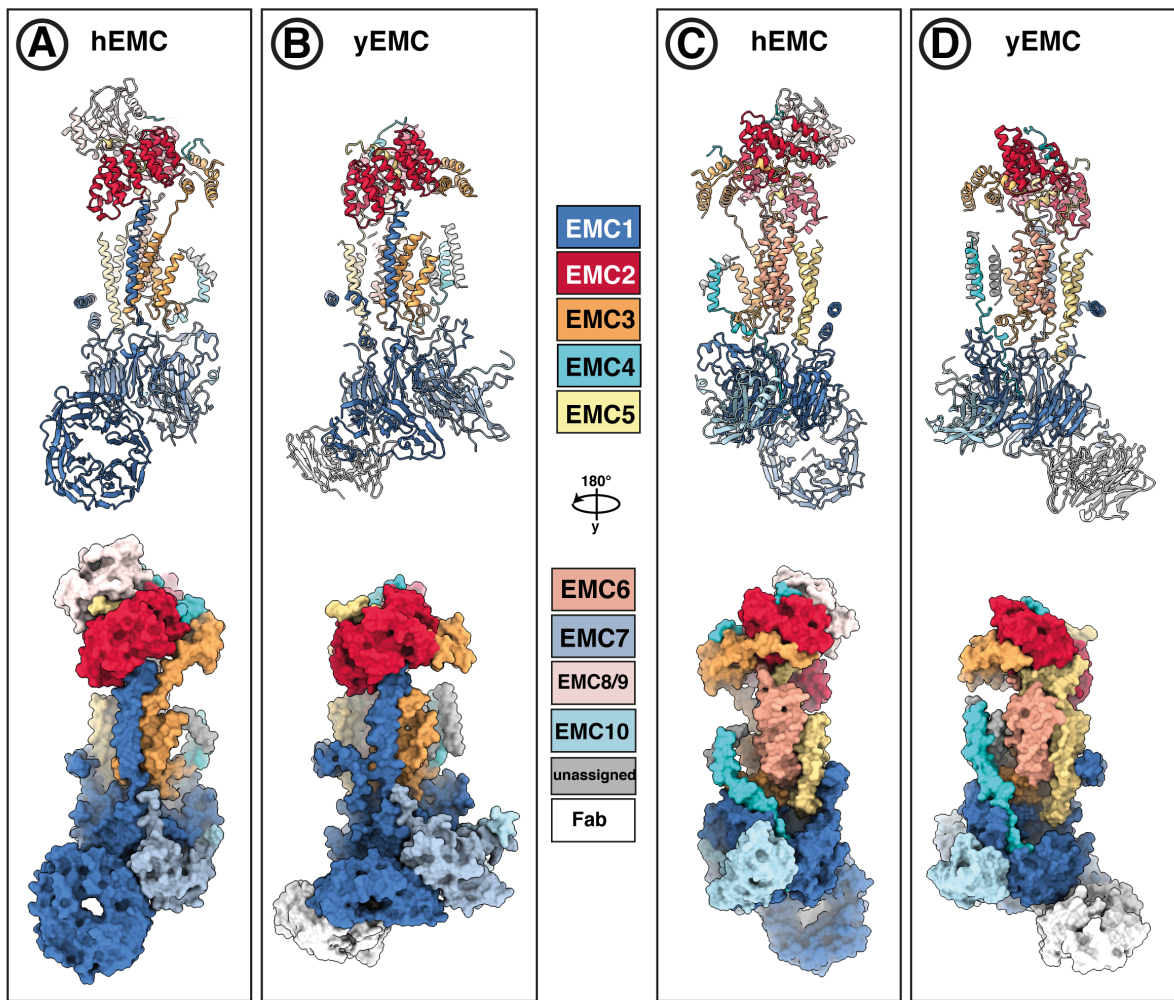 A hEMC
B yEMC
C hEMC
D yEMC
EMC1
EMC2
EMC3
EMC4
EMC5
180°
y
EMC6
EMC7
EMC8/9
EMC10
unassigned
Fab